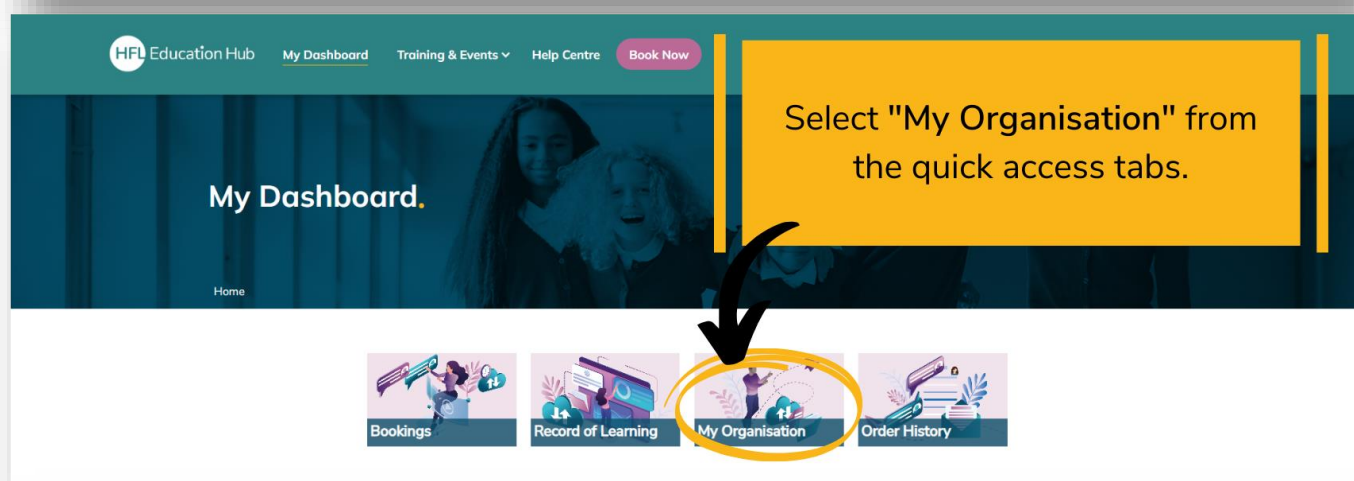 HFL Education Hub My Dashboard Training & Events Help Centre Book Now
Select "My Organisation" from
the quick access tabs.
My Dashboard.
Home
Bookings Record of Learning My Organisation Order History